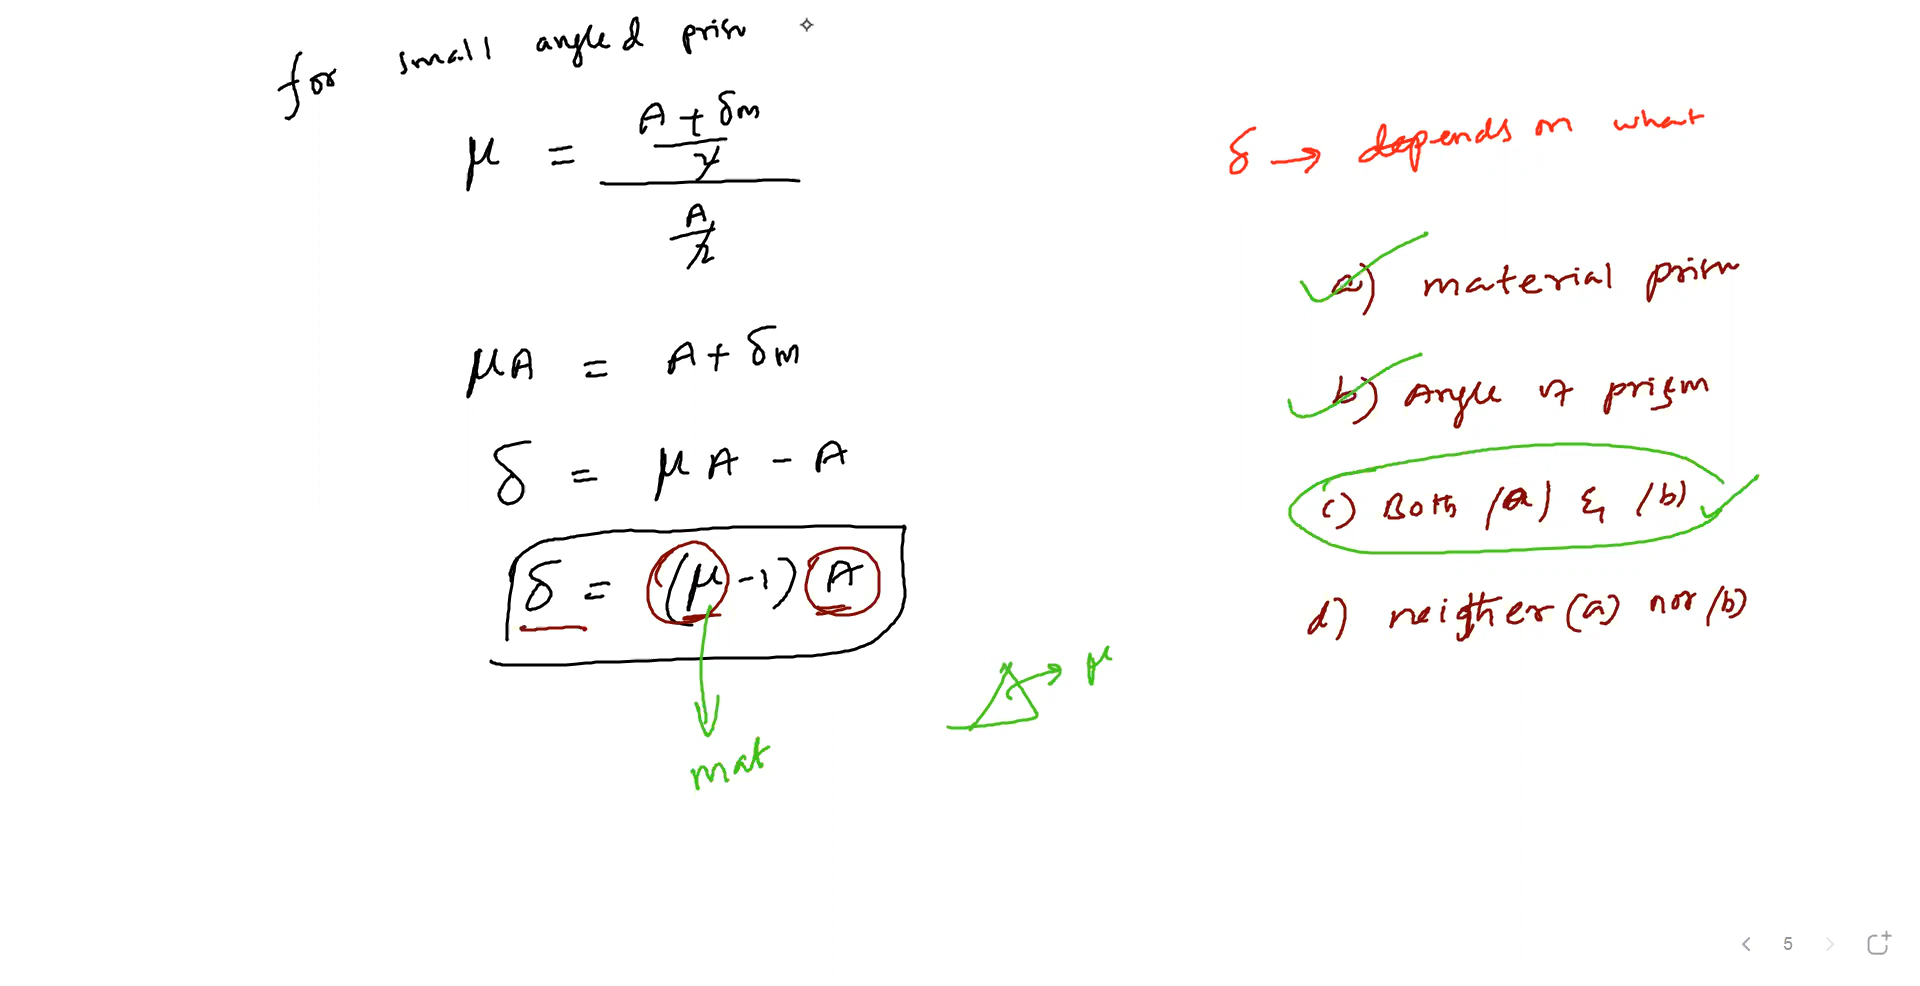 for small angled prism
μ = (A + δm)/2 / A/2
μA = A + δm
δ = μA - A
δ = (μ-1) A
mat
μ
δ → depends on what
a) material prism
b) Angle of prism
c) Both (a) & (b)
d) neigther (a) nor (b)
5